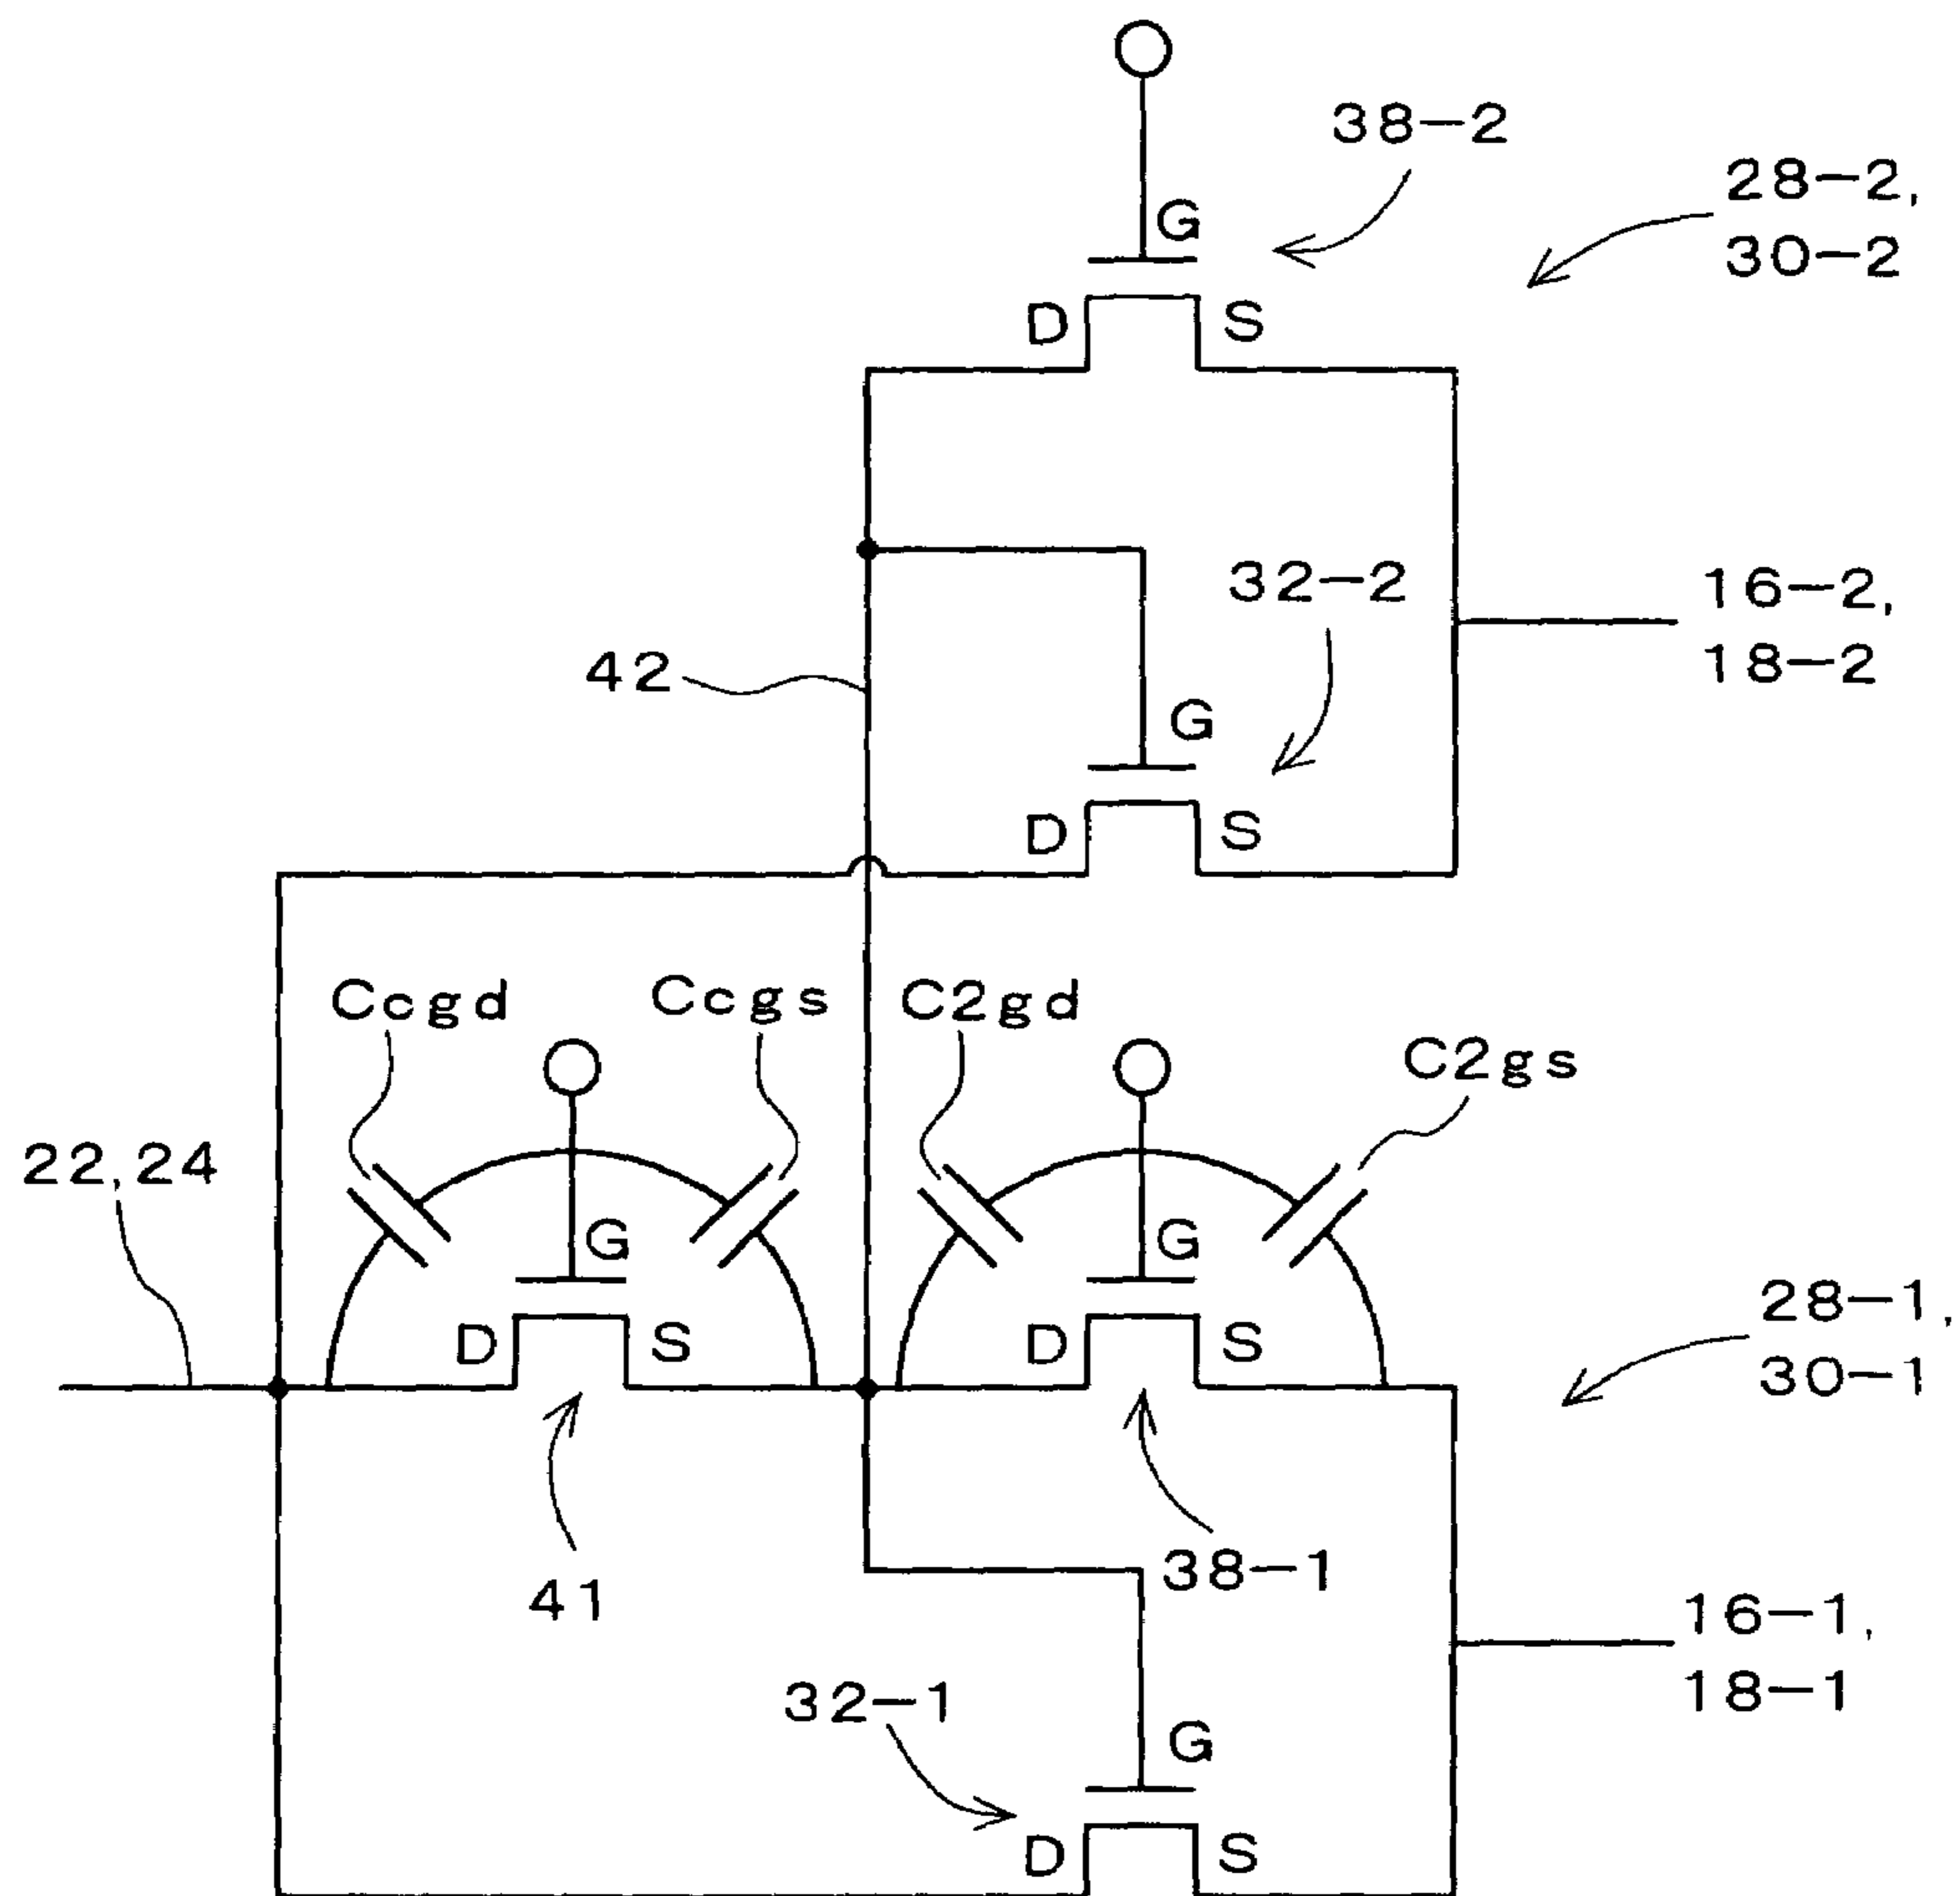 38-2
28-2,
30-2
G
D
S
32-2
16-2,
18-2
42
G
D
S
Ccgd
Ccgs
C2gd
C2gs
22,24
G
G
28-1,
30-1
D
S
D
S
38-1
41
16-1,
18-1
32-1
G
D
S